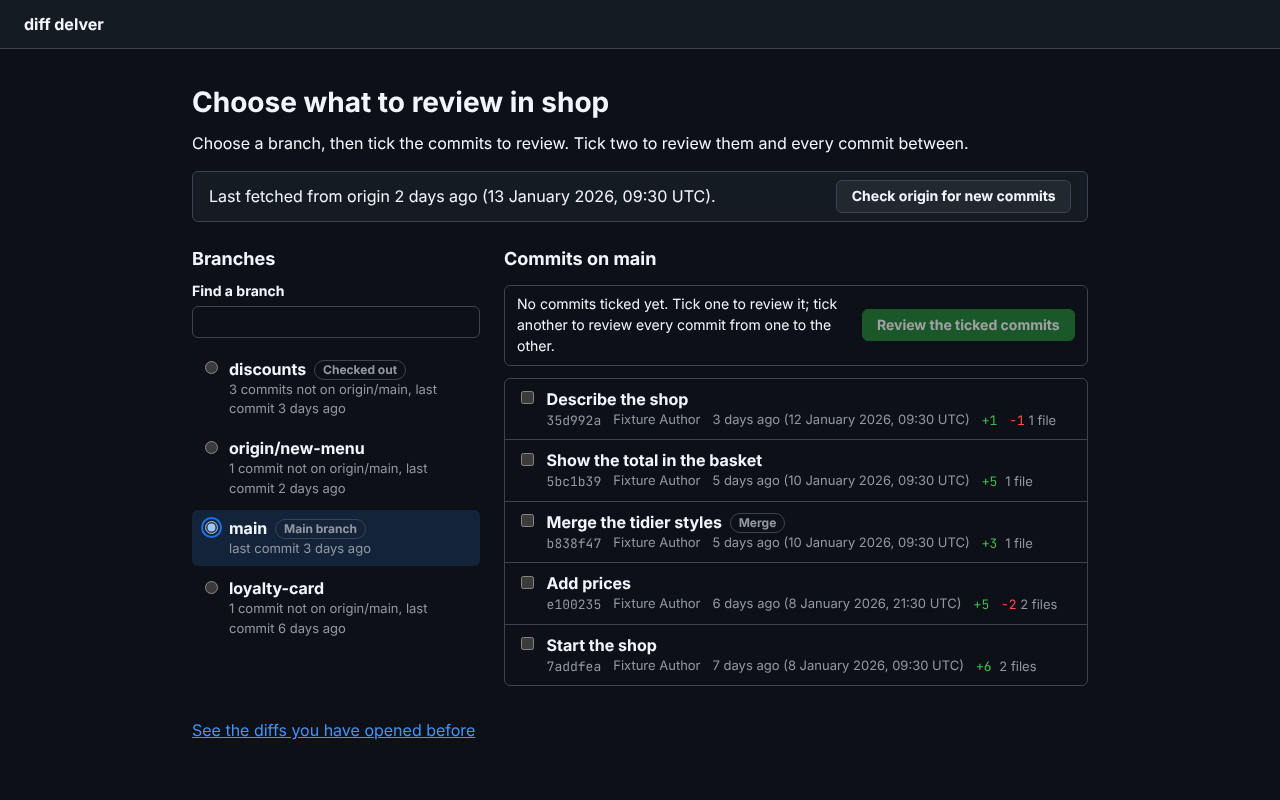 diff delver
Choose what to review in shop
Choose a branch, then tick the commits to review. Tick two to review them and every commit between.
Last fetched from origin 2 days ago (13 January 2026, 09:30 UTC).
Check origin for new commits
Branches
Find a branch
discounts Checked out
3 commits not on origin/main, last
commit 3 days ago
origin/new-menu
1 commit not on origin/main, last
commit 2 days ago
main Main branch
last commit 3 days ago
loyalty-card
1 commit not on origin/main, last
commit 6 days ago
Commits on main
No commits ticked yet. Tick one to review it; tick
another to review every commit from one to the
other.
Review the ticked commits
Describe the shop
35d992a Fixture Author 3 days ago (12 January 2026, 09:30 UTC) +1 -1 1 file
Show the total in the basket
5bc1b39 Fixture Author 5 days ago (10 January 2026, 09:30 UTC) +5 1 file
Merge the tidier styles Merge
b838f47 Fixture Author 5 days ago (10 January 2026, 09:30 UTC) +3 1 file
Add prices
e100235 Fixture Author 6 days ago (8 January 2026, 21:30 UTC) +5 -2 2 files
Start the shop
7addfea Fixture Author 7 days ago (8 January 2026, 09:30 UTC) +6 2 files
See the diffs you have opened before